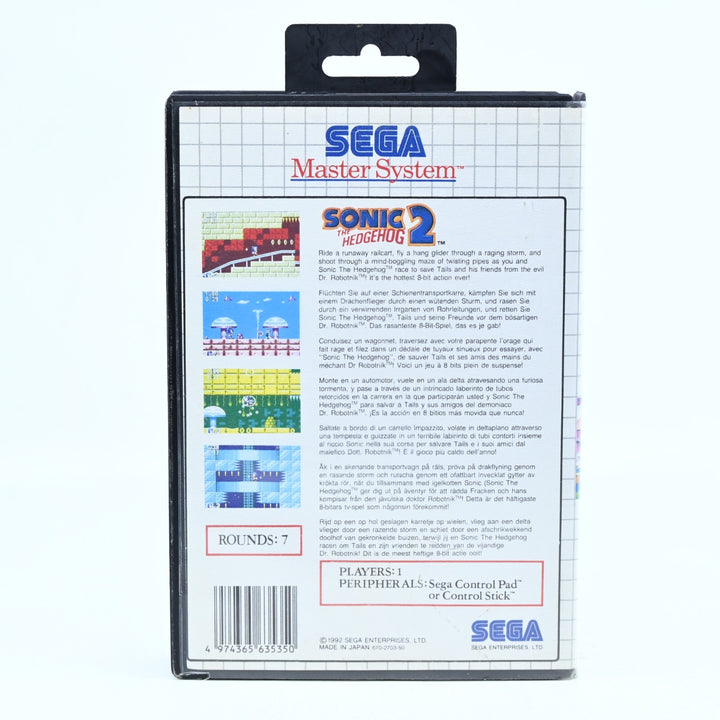 SEGA
Master System™
SONIC 2
THE
HEDGEHOG ™
Ride a runaway railcart, fly a hang glider through a raging storm, and
shoot through a mind-boggling maze of twisting pipes as you and
Sonic The Hedgehog™ race to save Tails and his friends from the evil
Dr. Robotnik™! It's the hottest 8-bit action ever!
Flüchten Sie auf einer Schienentransportkarre, kämpfen Sie sich mit
einem Drachenflieger durch einen wütenden Sturm, und rasen Sie
durch ein verwirrenden Irrgarten von Rohrleitungen, und retten Sie
Sonic The Hedgehog™, Tails und seine Freunde vor dem bösartigen
Dr. Robotnik™. Das rasanteste 8-Bit-Spiel, das es je gab!
Conduisez un wagonnet, traversez avec votre parapente l'orage qui
fait rage et filez dans un dédale de tuyaux sinueux pour essayer, avec
"Sonic The Hedgehog", de sauver Tails et ses amis des mains du
méchant Dr Robotnik™! Voici un jeu à 8 bits plein de suspense!
Monte en un automotor, vuele en un ala delta atravesando una furiosa
tormenta, y pase a través de un intrincado laberinto de tubos
retorcidos en la carrera en la que participarán usted y Sonic The
Hedgehog™ para salvar a Tails y sus amigos del demoniaco
Dr. Robotnik™. ¡Es la acción en 8 bitios más movida que nunca!
Saltate a bordo di un carrello impazzito, volate in deltaplano attraverso
una tempesta e guizzate in un terribile labirinto di tubi contorti insieme
al riccio Sonic nella sua corsa per salvare Tails e i suoi amici dal
malefico Dott. Robotnik™! È il gioco più caldo dell'anno!
Åk i en skenande transportvagn på räls, pröva på drakflyning genom
en rasande storm och rutscha genom ett ofattbart invecklat gytter av
krökta rör, när du tillsammans med igelkotten Sonic (Sonic The
Hedgehog™ ger dig ut på äventyr för att rädda Fracken och hans
kompisar från den jävulska doktor Robotnik™! Detta är det häftigaste
8-bitars tv-spel som någonsin förekommit!
Rijd op een op hol geslagen karretje op wielen, vlieg aan een delta
vlieger door een razende storm en schiet door een afschrikwekkend
doolhof van gekronkelde buizen, terwijl jij en Sonic The Hedgehog
racen om Tails en zijn vrienden te redden van de vijandige
Dr. Robotnik! Dit is de meest heftige 8-bit actie ooit!
ROUNDS: 7
PLAYERS: 1
PERIPHERALS: Sega Control Pad™
or Control Stick™
4 974365 635350
©1992 SEGA ENTERPRISES, LTD.
MADE IN JAPAN 670-2703-50
SEGA
SEGA ENTERPRISES, LTD.